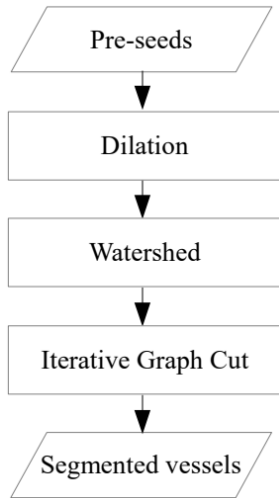 Pre-seeds
Dilation
Watershed
Iterative Graph Cut
Segmented vessels